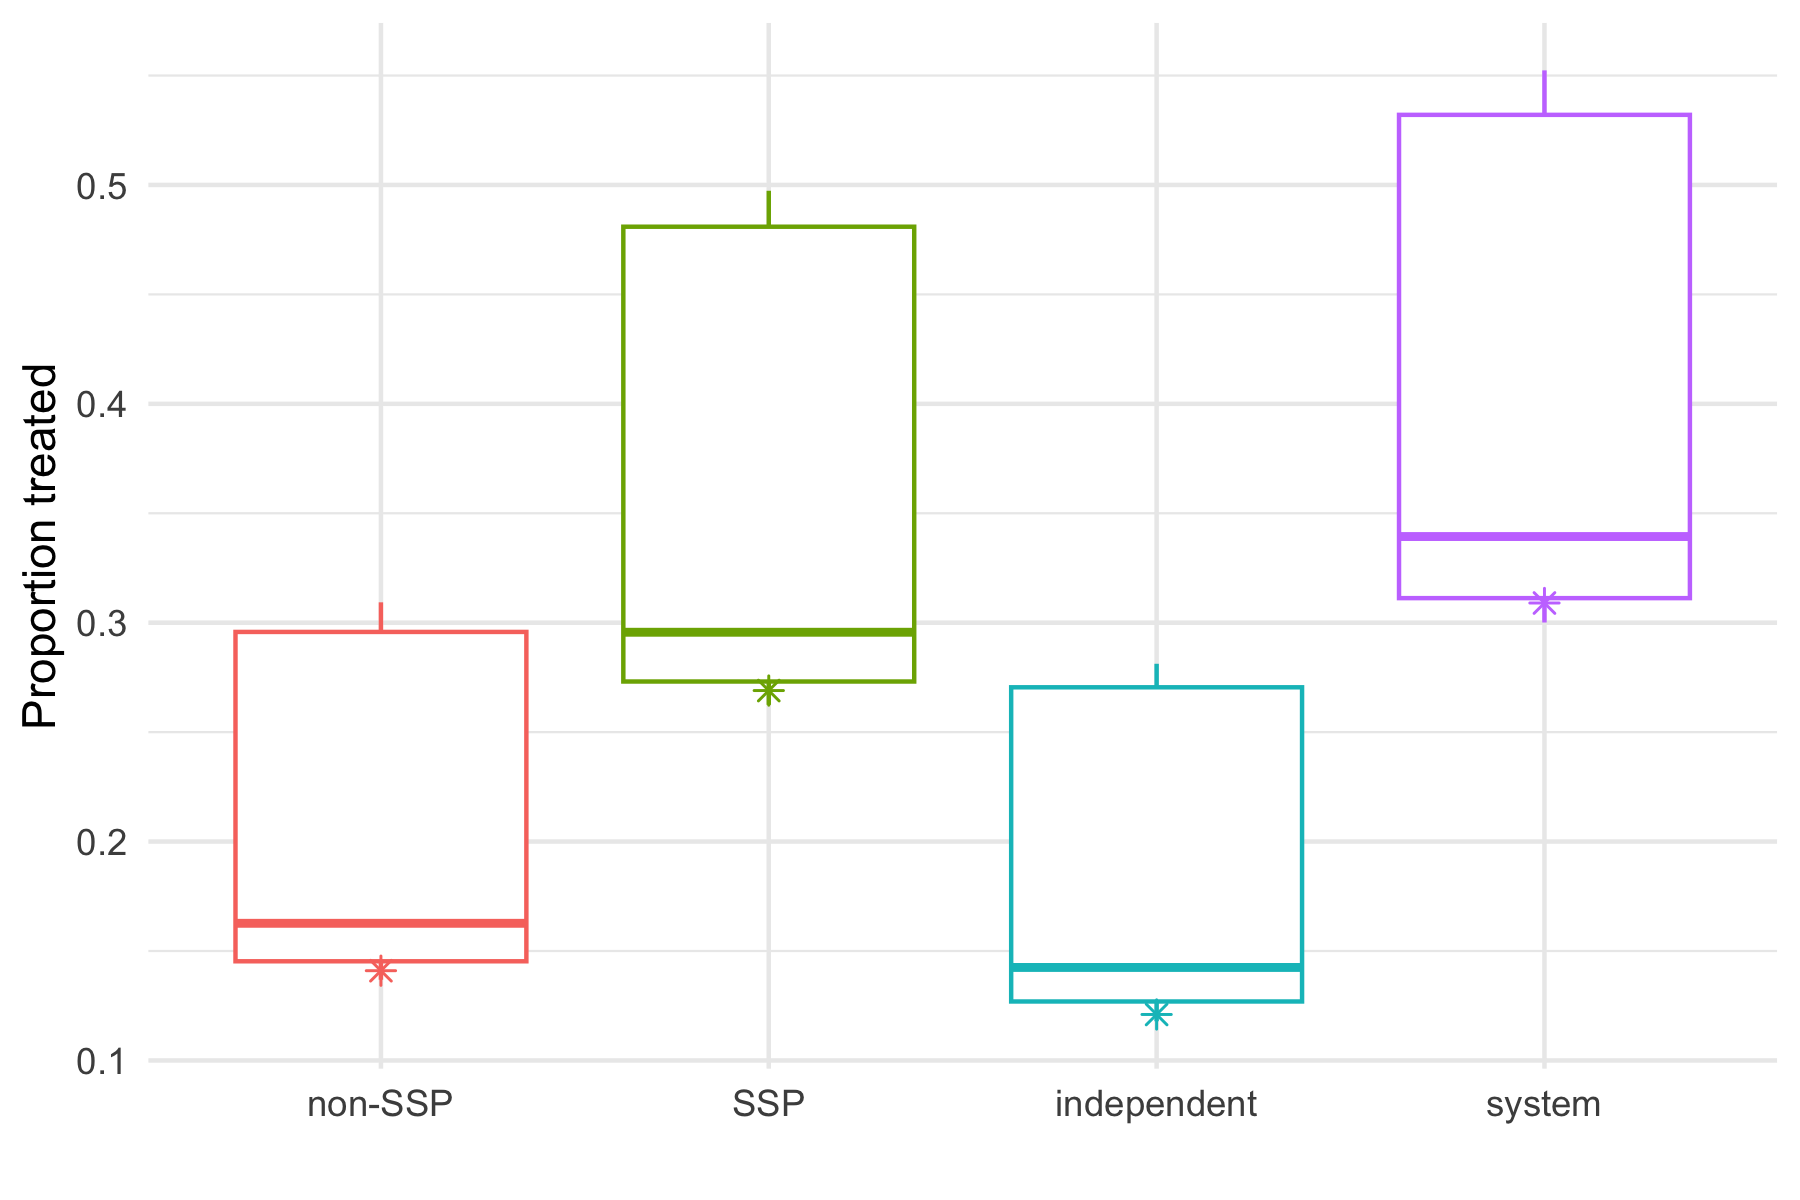 Proportion treated
0.5
0.4
0.3
0.2
0.1
non-SSP
SSP
independent
system